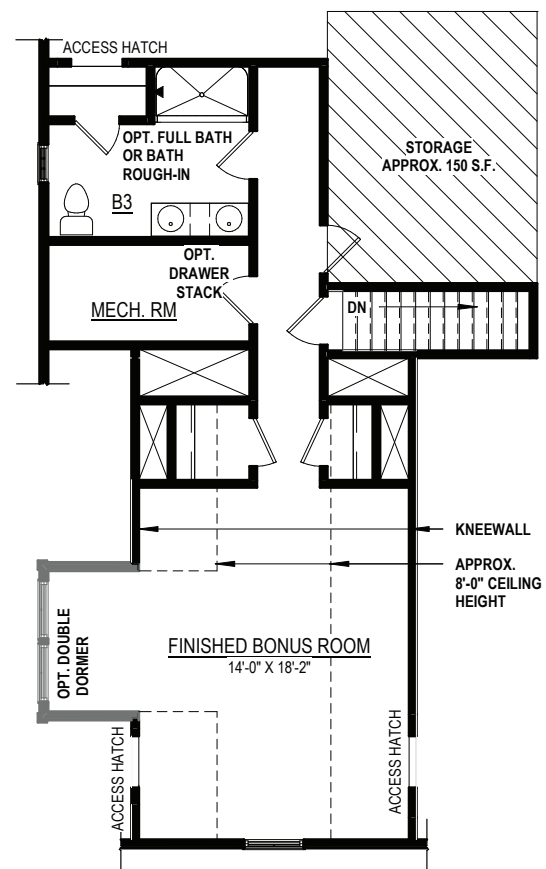 ACCESS HATCH
OPT. FULL BATH
OR BATH
ROUGH-IN
B3
STORAGE
APPROX. 150 S.F.
OPT.
DRAWER
STACK
MECH. RM
DN
KNEEWALL
APPROX.
8'-0" CEILING
HEIGHT
OPT. DOUBLE
DORMER
FINISHED BONUS ROOM
14'-0" X 18'-2"
ACCESS HATCH
ACCESS HATCH